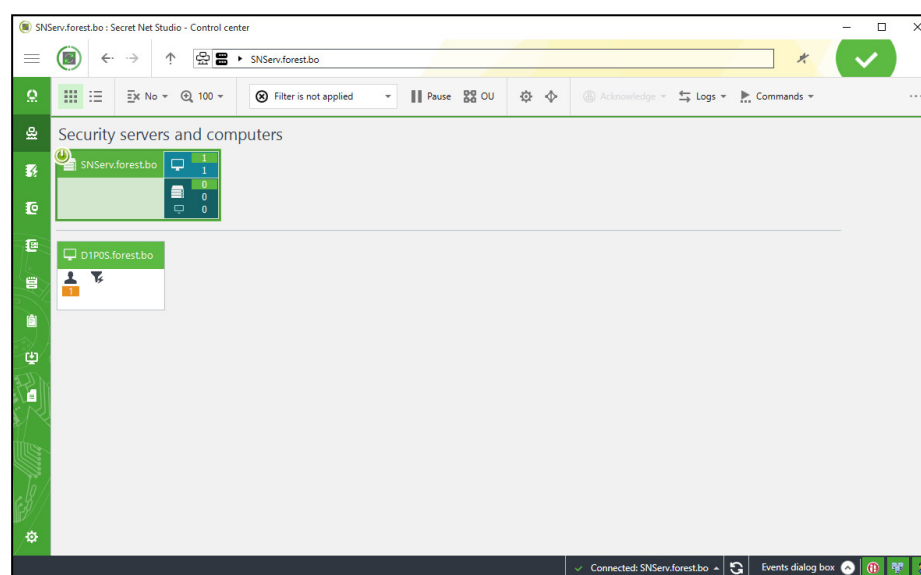 SNServ.forest.bo : Secret Net Studio - Control center
SNServ.forest.bo
No 100 Filter is not applied Pause OU Acknowledge Logs Commands
Security servers and computers
SNServ.forest.bo 1
1
0
0
0
D1P0S.forest.bo
1
Connected: SNServ.forest.bo Events dialog box